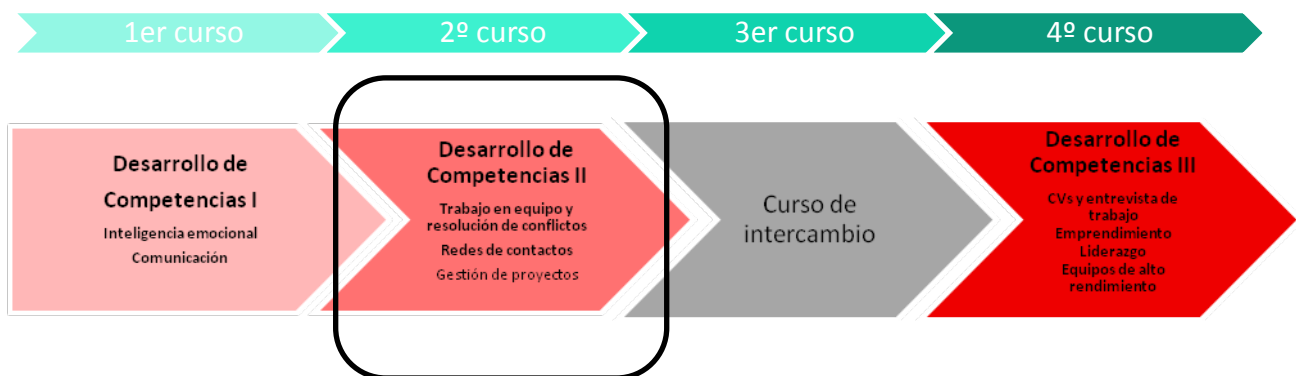 1er curso
2º curso
3er curso
4º curso
Desarrollo de
Competencias I
Inteligencia emocional
Comunicación
Desarrollo de
Competencias II
Trabajo en equipo y
resolución de conflictos
Redes de contactos
Gestión de proyectos
Curso de
intercambio
Desarrollo de
Competencias III
CVs y entrevista de
trabajo
Emprendimiento
Liderazgo
Equipos de alto
rendimiento